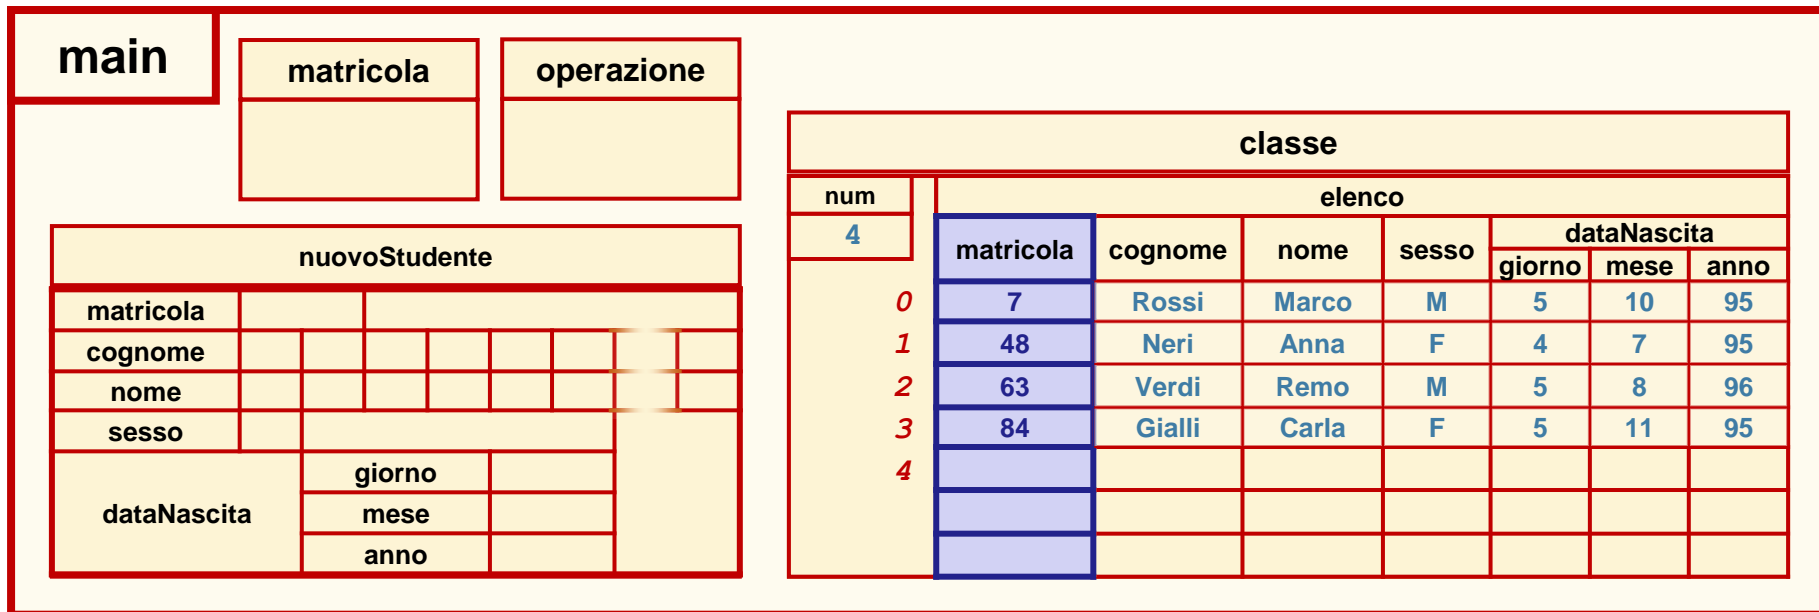 main
matricola
operazione
classe
num
elenco
4
matricola
cognome
nome
sesso
dataNascita
giorno mese anno
0 7 Rossi Marco M 5 10 95
1 48 Neri Anna F 4 7 95
2 63 Verdi Remo M 5 8 96
3 84 Gialli Carla F 5 11 95
4
nuovoStudente
matricola
cognome
nome
sesso
dataNascita
giorno
mese
anno